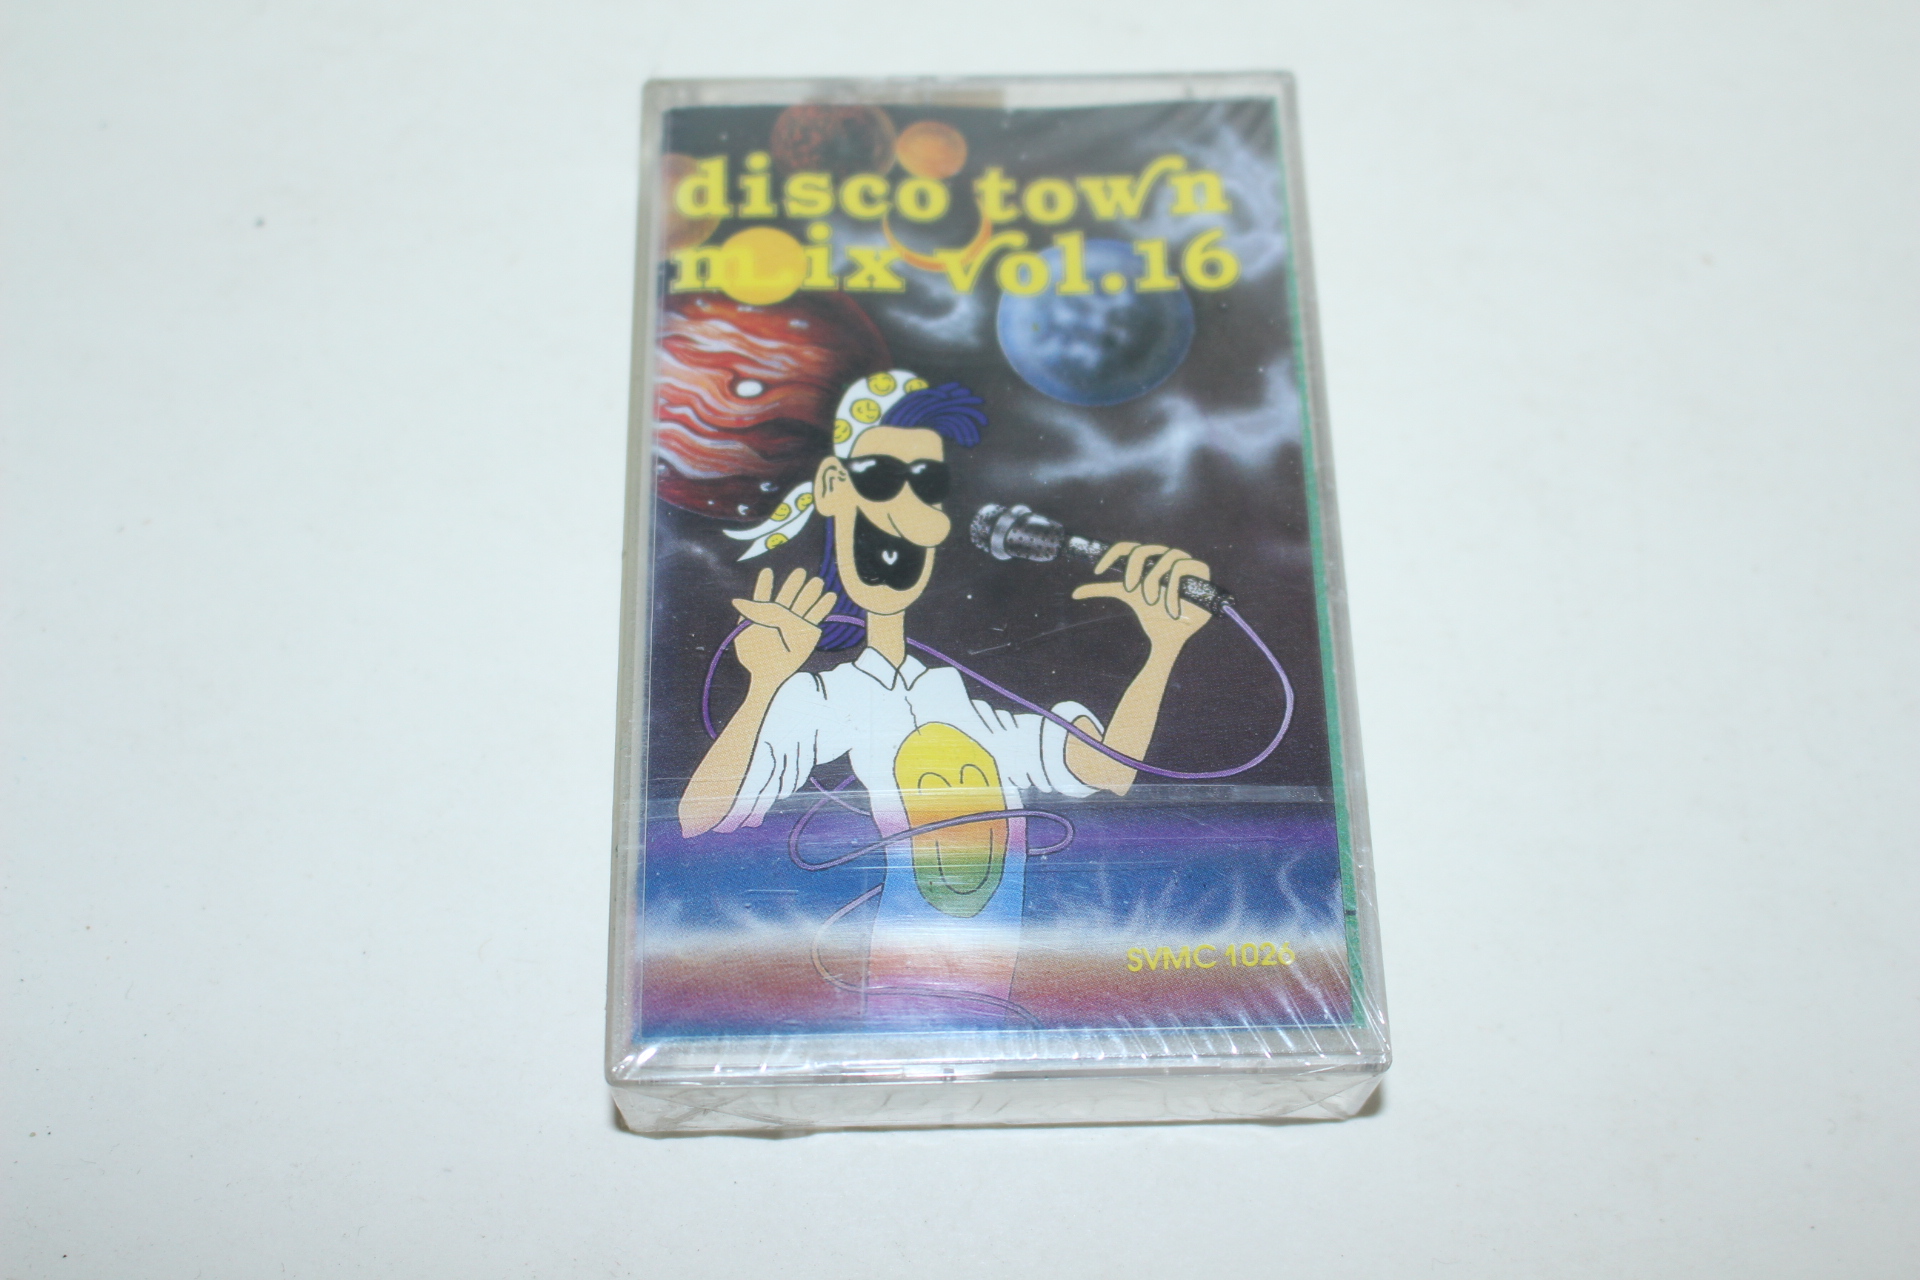 disco town
mix vol.16
SVMC 1026